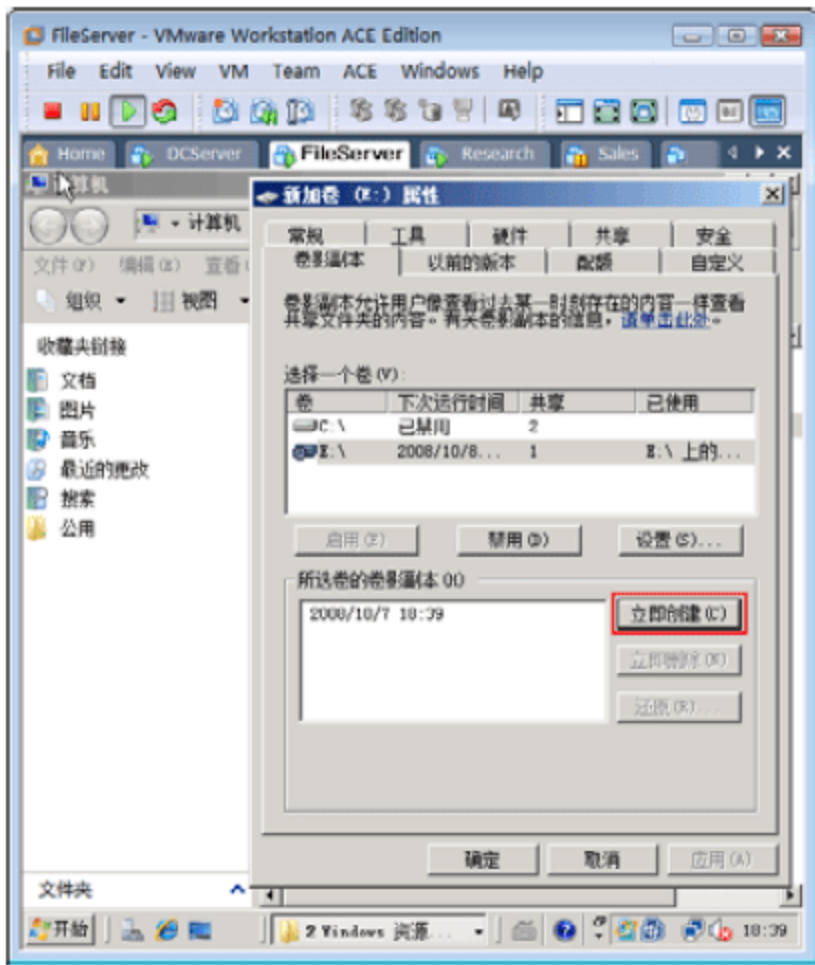 FileServer - VMware Workstation ACE Edition
File Edit View VM Team ACE Windows Help
Home DCServer FileServer Research Sales
计算机
新加卷 (E:) 属性
计算机
常规 工具 硬件 共享 安全
卷影副本 以前的版本 配额 自定义
文件(F) 编辑(E) 查看
组织 视图
卷影副本允许用户像查看过去某一时刻存在的内容一样查看
共享文件夹的内容。有关卷影副本的信息，请单击此处。
收藏夹链接
文档
图片
音乐
最近的更改
搜索
公用
选择一个卷(V):
卷 下次运行时间 共享 已使用
C:\ 已禁用 2
E:\ 2008/10/8... 1 E:\ 上的...
启用(E) 禁用(D) 设置(S)...
所选卷的卷影副本(H)
2008/10/7 18:39
立即创建(C)
立即删除(N)
还原(R)...
确定 取消 应用(A)
文件夹
开始 2 Windows 资源... 18:39